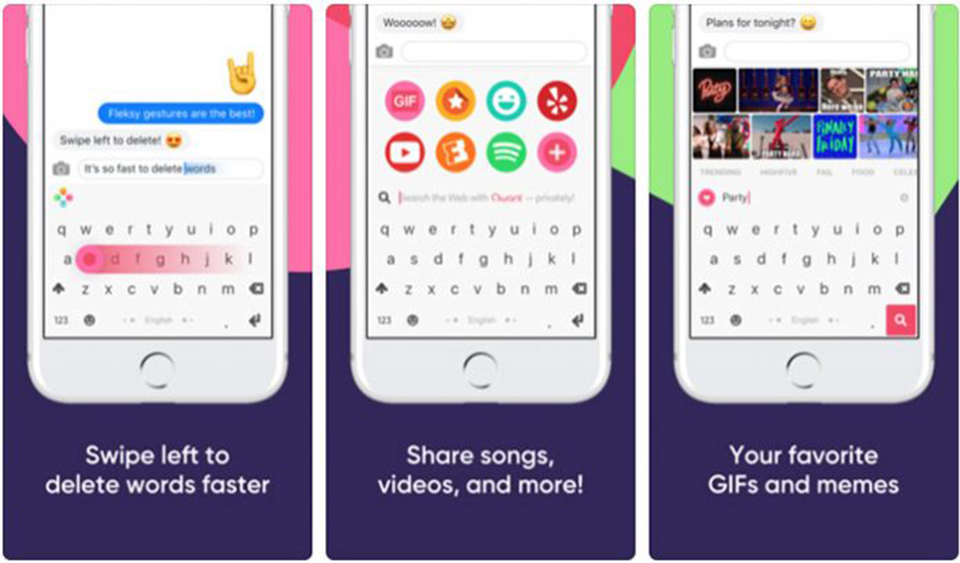 Fleksy gestures are the best!
Swipe left to delete! 😍
It's so fast to delete words
q w e r t y u i o p
a d f g h j k l
z x c v b n m
123 English .
Swipe left to
delete words faster
Wooooow! 🤩
GIF
search the Web with Qwant — privately!
q w e r t y u i o p
a s d f g h j k l
z x c v b n m
123 English .
Share songs,
videos, and more!
Plans for tonight? 😄
Party
PARTY HAR
PARTY HARD
FINALLY
FRIDAY
TRENDING HIGHFIVE FAIL FOOD CELE
Party
q w e r t y u i o p
a s d f g h j k l
z x c v b n m
123 English .
Your favorite
GIFs and memes